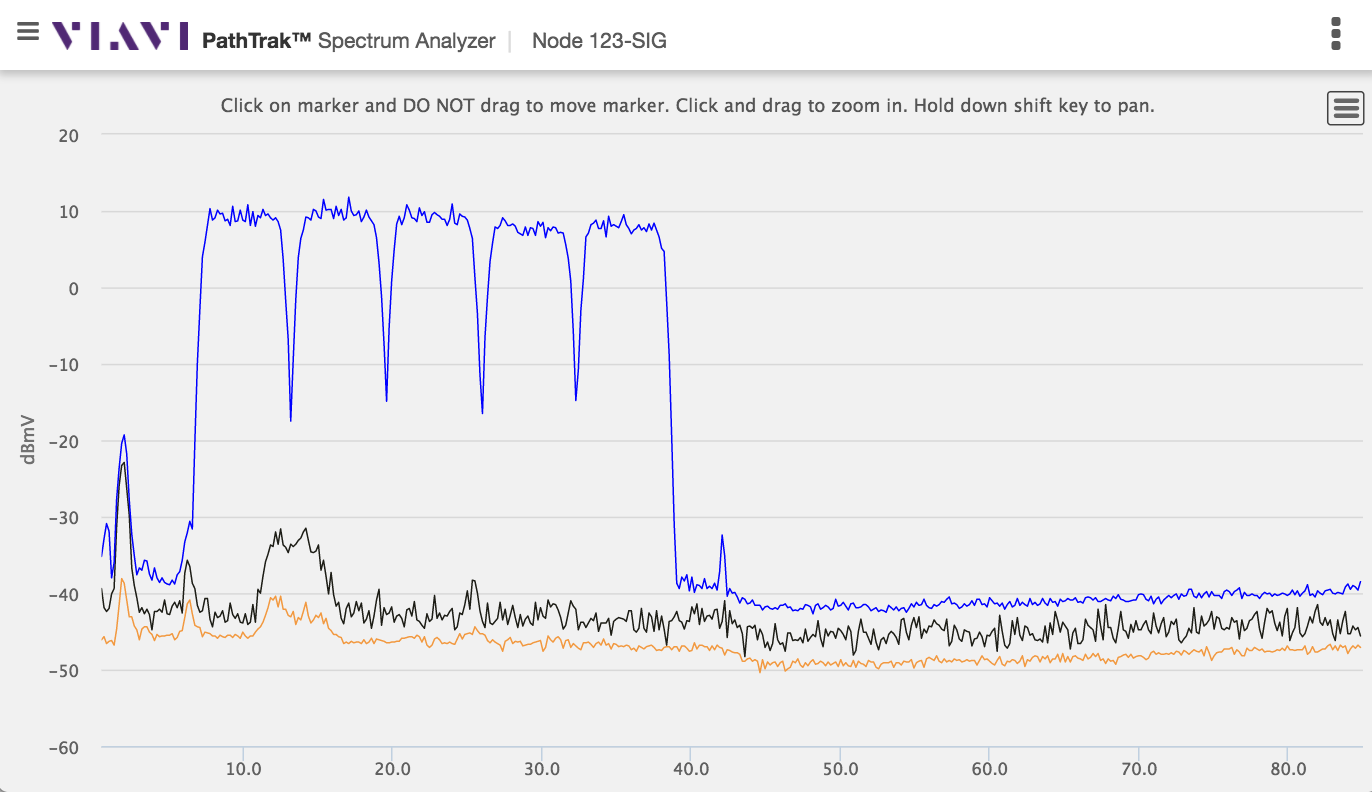 VIAVI PathTrak™ Spectrum Analyzer | Node 123-SIG
Click on marker and DO NOT drag to move marker. Click and drag to zoom in. Hold down shift key to pan.
20
10
0
−10
−20
−30
−40
−50
−60
dBmV
10.0 20.0 30.0 40.0 50.0 60.0 70.0 80.0